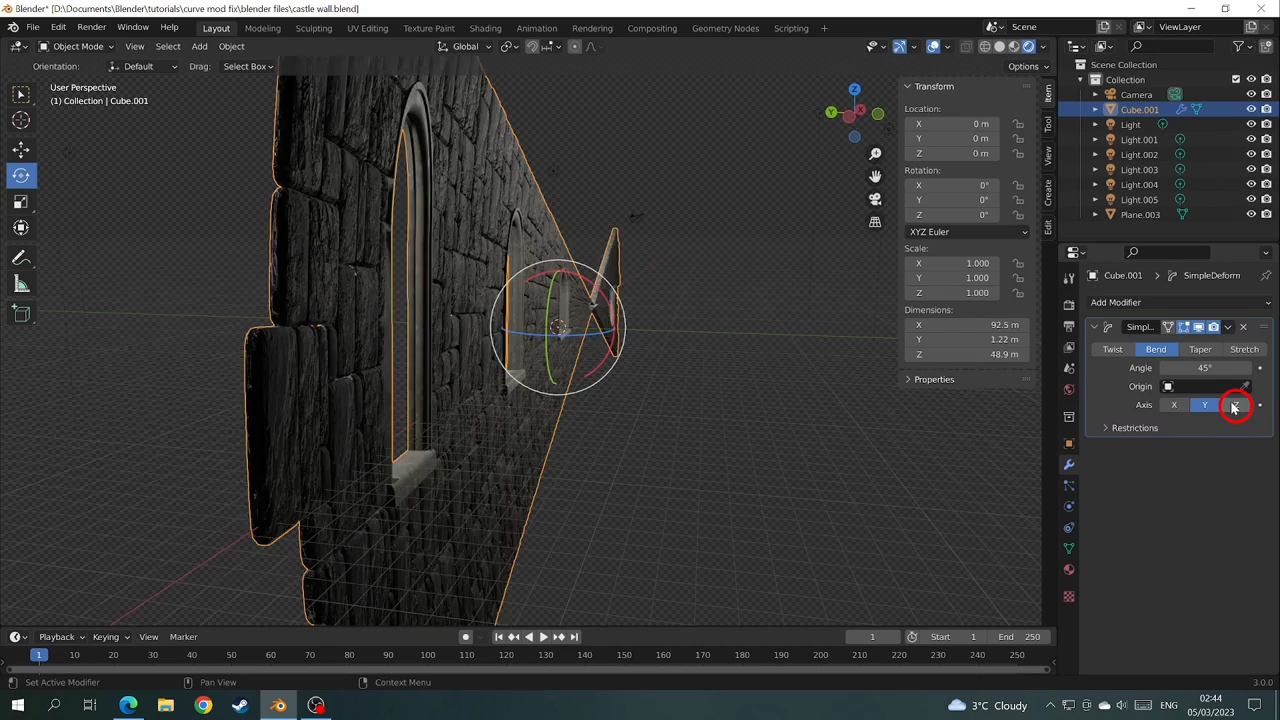 Blender* [D:\Documents\Blender\tutorials\curve mod fix\blender files\castle wall.blend]
File Edit Render Window Help Layout Modeling Sculpting UV Editing Texture Paint Shading Animation Rendering Compositing Geometry Nodes Scripting + Scene ViewLayer
Object Mode View Select Add Object Global
Orientation: Default Drag: Select Box Options
User Perspective
(1) Collection | Cube.001
Z
Y
X
Transform
Location:
X 0 m
Y 0 m
Z 0 m
Rotation:
X 0°
Y 0°
Z 0°
XYZ Euler
Scale:
X 1.000
Y 1.000
Z 1.000
Dimensions:
X 92.5 m
Y 1.22 m
Z 48.9 m
Properties
Item
Tool
View
Create
Edit
Scene Collection
Collection
Camera
Cube.001
Light
Light.001
Light.002
Light.003
Light.004
Light.005
Plane.003
Cube.001 > SimpleDeform
Add Modifier
Simpl...
Twist Bend Taper Stretch
Angle 45°
Origin
Axis X Y
Restrictions
Playback Keying View Marker 1 Start 1 End 250
1 10 20 30 40 50 60 70 80 90 100 110 120 130 140 150 160 170 180 190 200 210 220 230 240 250
Set Active Modifier Pan View Context Menu 3.0.0
3°C Cloudy ENG 02:44
05/03/2023